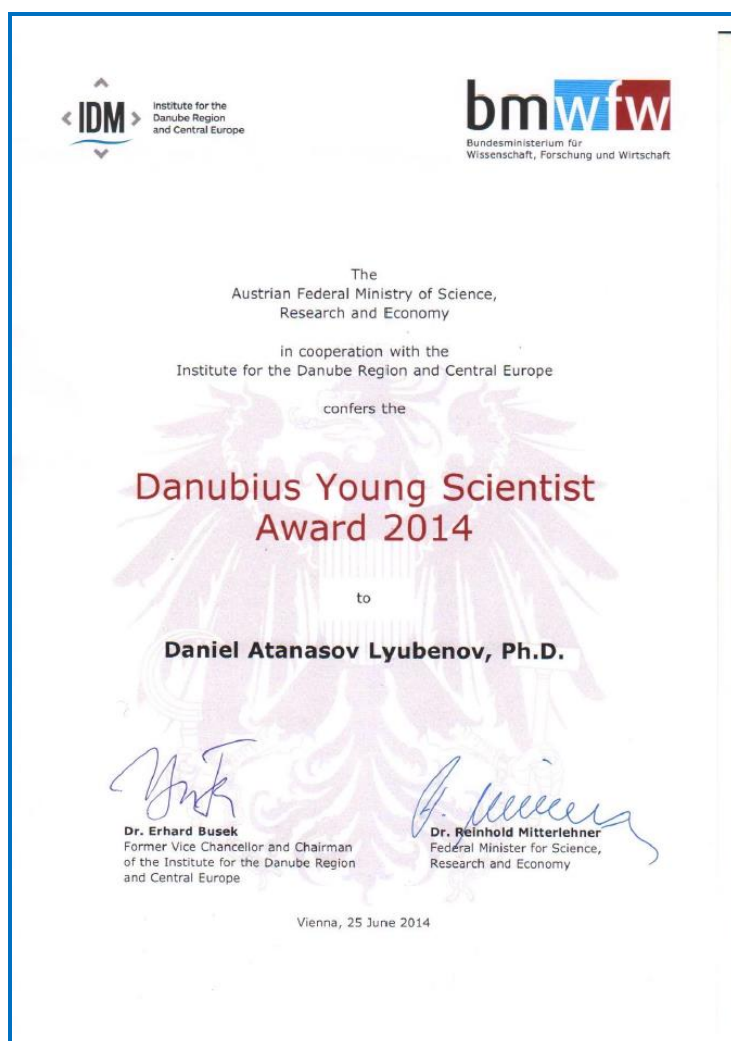 IDM
Institute for the
Danube Region
and Central Europe
bmwfw
Bundesministerium für
Wissenschaft, Forschung und Wirtschaft
The
Austrian Federal Ministry of Science,
Research and Economy
in cooperation with the
Institute for the Danube Region and Central Europe
confers the
Danubius Young Scientist
Award 2014
to
Daniel Atanasov Lyubenov, Ph.D.
Dr. Erhard Busek
Former Vice Chancellor and Chairman
of the Institute for the Danube Region
and Central Europe
Dr. Reinhold Mitterlehner
Federal Minister for Science,
Research and Economy
Vienna, 25 June 2014